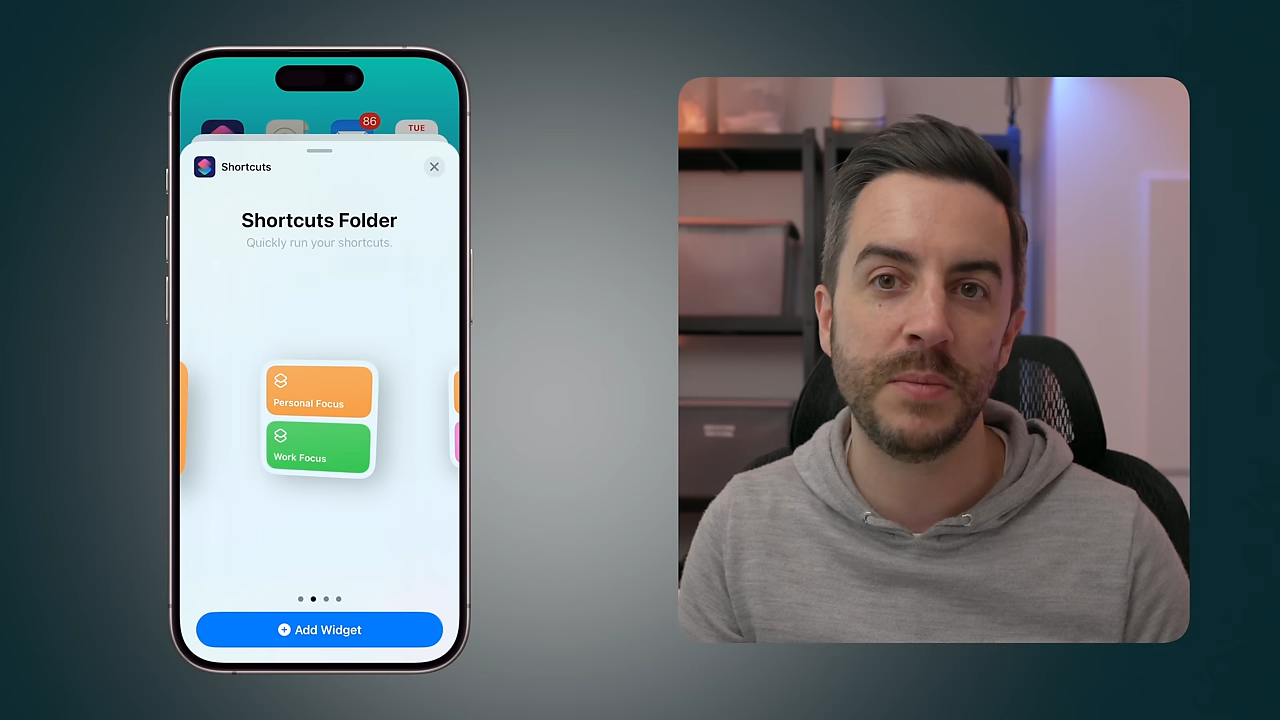 86
TUE
Shortcuts
Shortcuts Folder
Quickly run your shortcuts.
Personal Focus
Work Focus
Add Widget